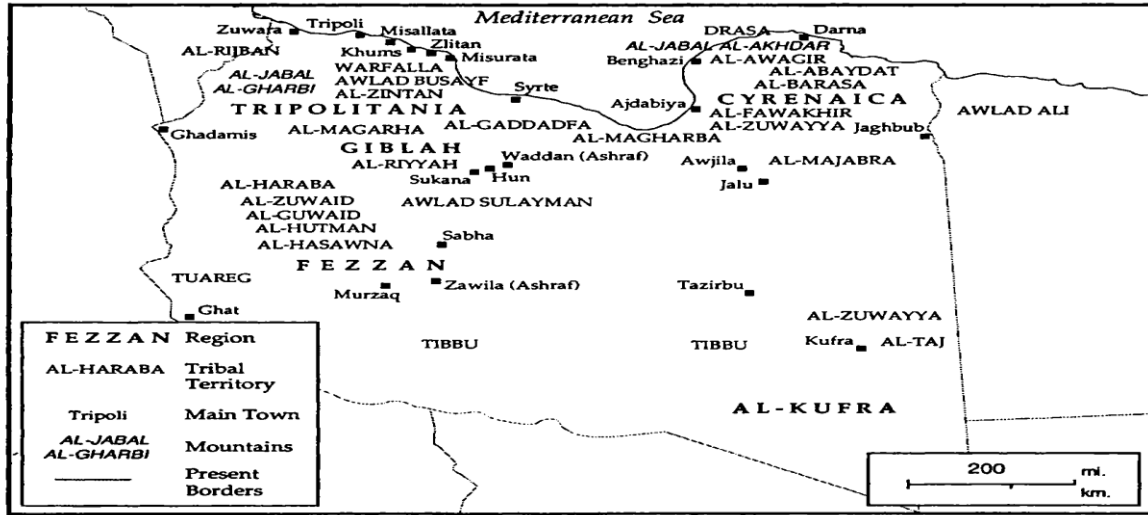 Mediterranean Sea
Zuwara
Tripoli
Misallata
Zlitan
Khums
Misurata
DRASA
Darna
AL-RIJBAN
AL-JABAL AL-AKHDAR
AL-JABAL
AL-GHARBI
WARFALLA
AWLAD BUSAYF
AL-ZINTAN
Benghazi
AL-AWAGIR
AL-ABAYDAT
AL-BARASA
TRIPOLITANIA
Syrte
Ajdabiya
CYRENAICA
AWLAD ALI
Ghadamis
AL-MAGARHA
AL-GADDADFA
AL-MAGHARBA
AL-FAWAKHIR
AL-ZUWAYYA
Jaghbub
GIBLAH
AL-RIYYAH
Waddan (Ashraf)
Sukana
Hun
Awjila
AL-MAJABRA
Jalu
AL-HARABA
AL-ZUWAID
AL-GUWAID
AL-HUTMAN
AL-HASAWNA
AWLAD SULAYMAN
Sabha
FEZZAN
TUAREG
Murzaq
Zawila (Ashraf)
Tazirbu
Ghat
AL-ZUWAYYA
TIBBU
TIBBU
Kufra
AL-TAJ
AL-KUFRA
FEZZAN Region
AL-HARABA Tribal
Territory
Tripoli Main Town
AL-JABAL
AL-GHARBI Mountains
Present
Borders
200 mi.
km.